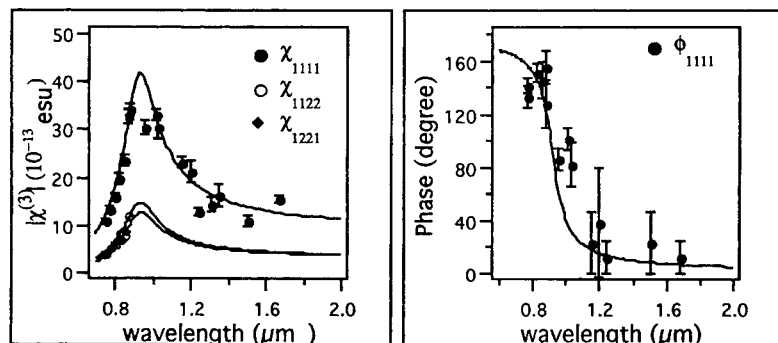 |χ⁽³⁾| (10⁻¹³ esu)
50
40
30
20
10
0
● χ₁₁₁₁
○ χ₁₁₂₂
◆ χ₁₂₂₁
0.8 1.2 1.6 2.0
wavelength (μm )
Phase (degree)
160
120
80
40
0
● Φ₁₁₁₁
0.8 1.2 1.6 2.0
wavelength (μm)